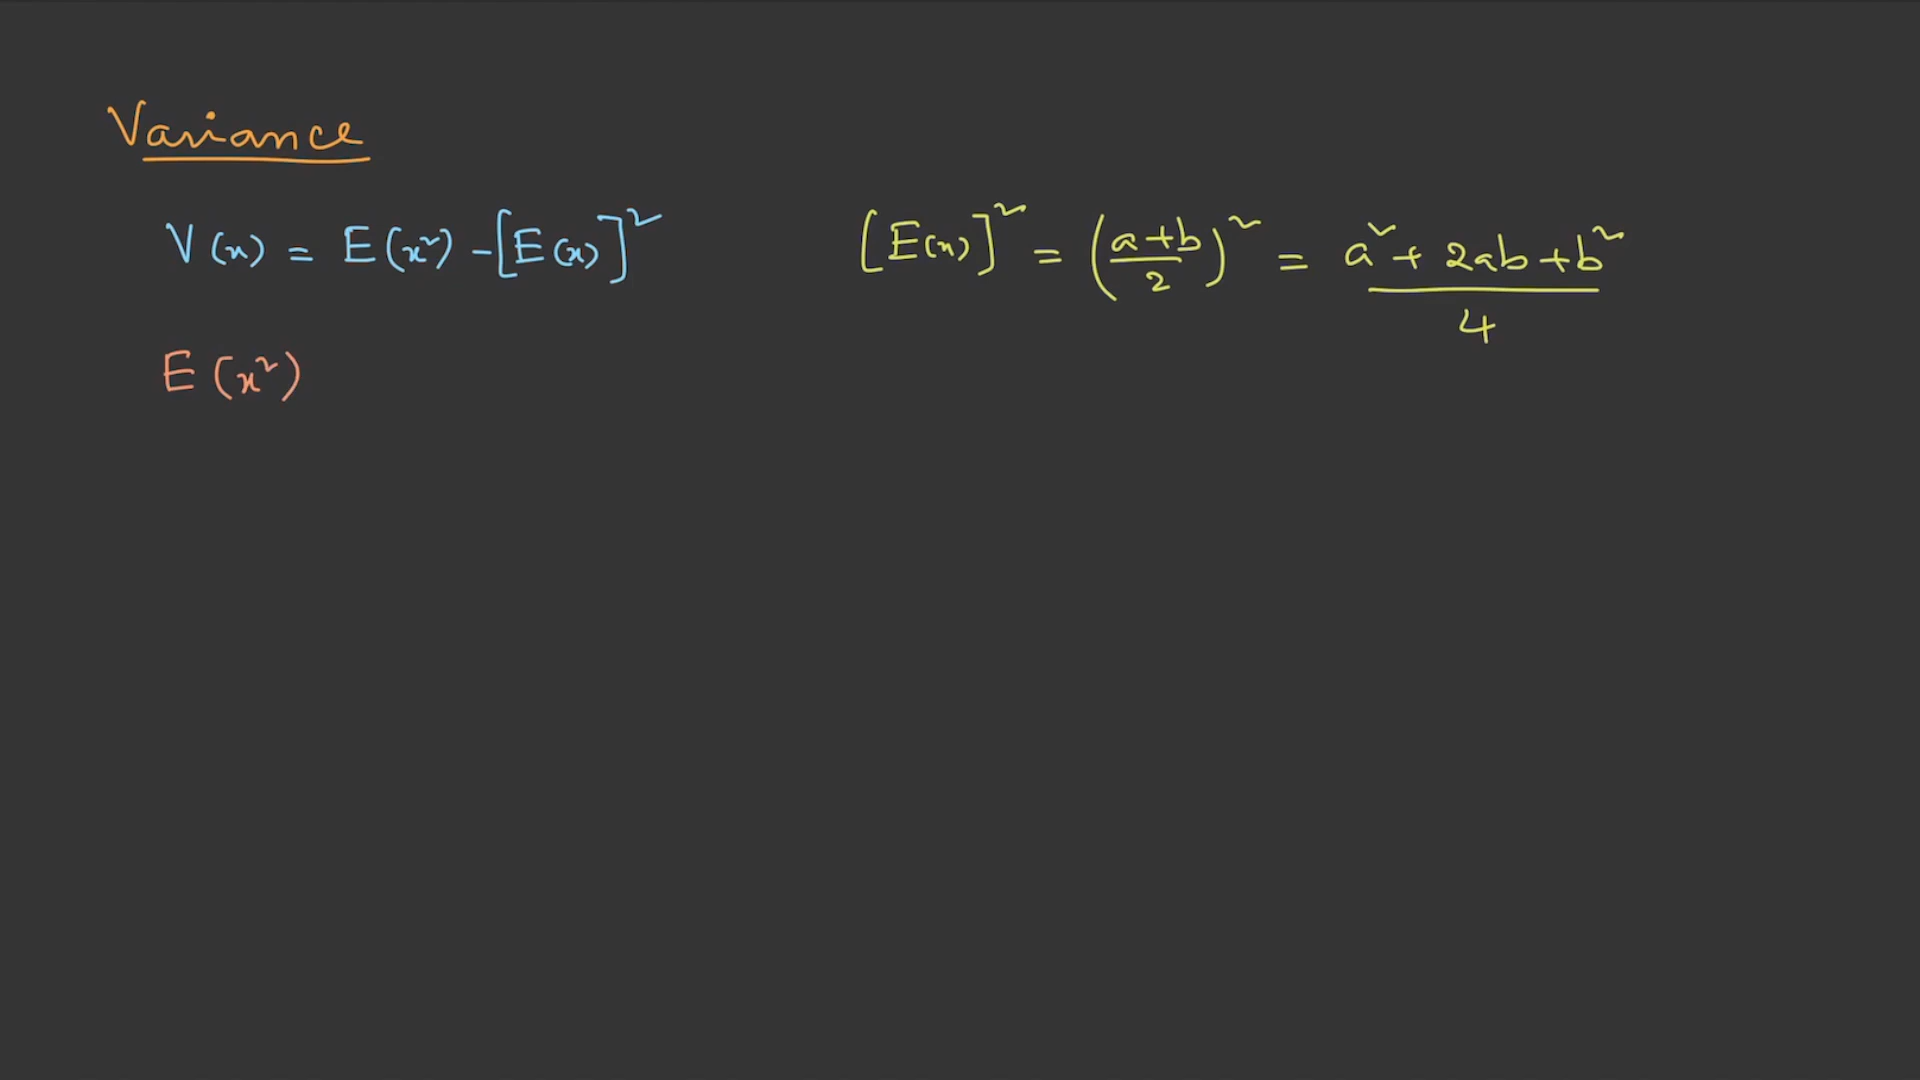 Variance
V(x) = E(x²) - [E(x)]²
[E(x)]² = ((a+b)/2)² = (a² + 2ab + b²)/4
E(x²)